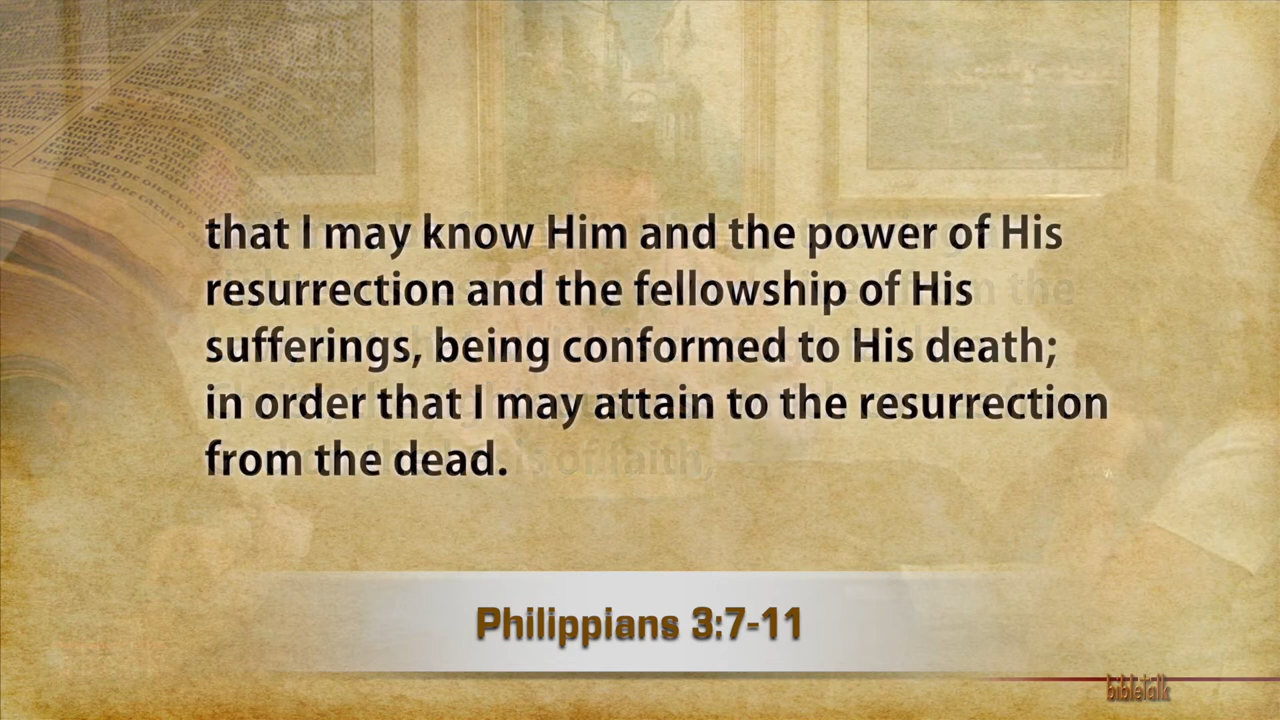 that I may know Him and the power of His
resurrection and the fellowship of His
sufferings, being conformed to His death;
in order that I may attain to the resurrection
from the dead.
Philippians 3:7-11
bibletalk